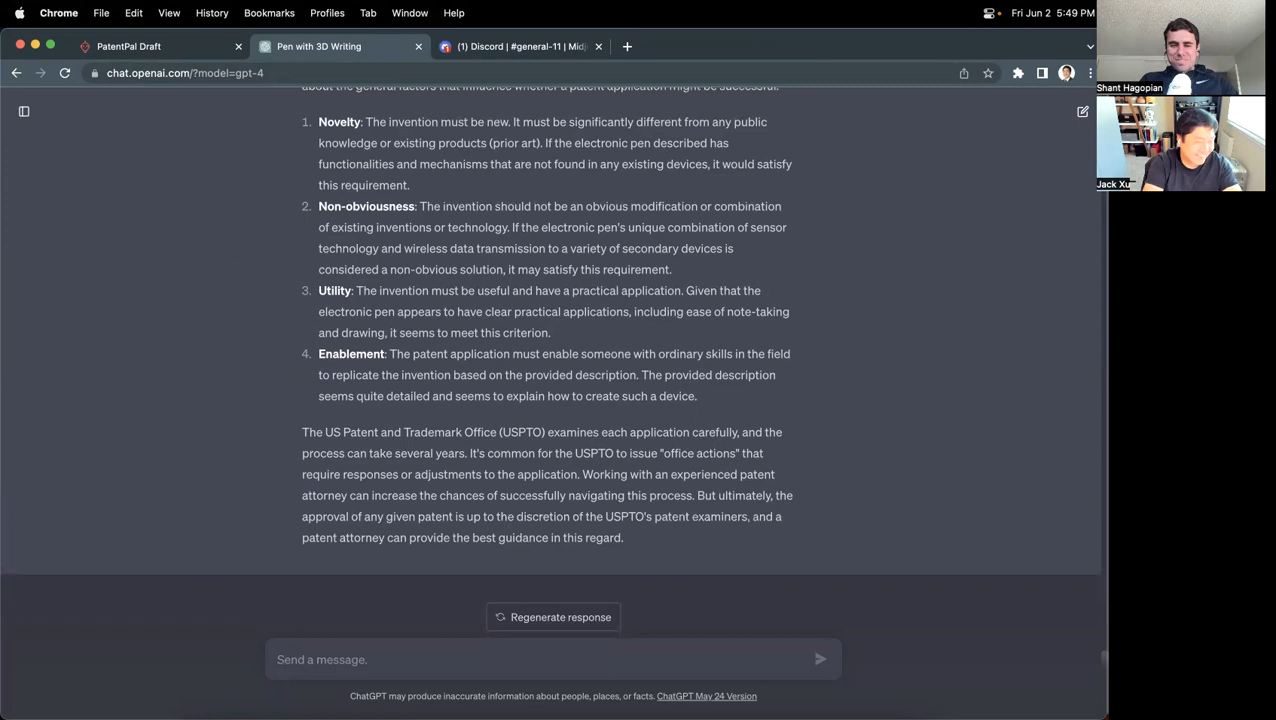 Chrome File Edit View History Bookmarks Profiles Tab Window Help Fri Jun 2 5:49 PM
PatentPal Draft Pen with 3D Writing (1) Discord | #general-11 | Midj
chat.openai.com/?model=gpt-4
Shant Hagopian
Jack Xu
about the general factors that influence whether a patent application might be successful.
1. Novelty: The invention must be new. It must be significantly different from any public
knowledge or existing products (prior art). If the electronic pen described has
functionalities and mechanisms that are not found in any existing devices, it would satisfy
this requirement.
2. Non-obviousness: The invention should not be an obvious modification or combination
of existing inventions or technology. If the electronic pen's unique combination of sensor
technology and wireless data transmission to a variety of secondary devices is
considered a non-obvious solution, it may satisfy this requirement.
3. Utility: The invention must be useful and have a practical application. Given that the
electronic pen appears to have clear practical applications, including ease of note-taking
and drawing, it seems to meet this criterion.
4. Enablement: The patent application must enable someone with ordinary skills in the field
to replicate the invention based on the provided description. The provided description
seems quite detailed and seems to explain how to create such a device.
The US Patent and Trademark Office (USPTO) examines each application carefully, and the
process can take several years. It's common for the USPTO to issue "office actions" that
require responses or adjustments to the application. Working with an experienced patent
attorney can increase the chances of successfully navigating this process. But ultimately, the
approval of any given patent is up to the discretion of the USPTO's patent examiners, and a
patent attorney can provide the best guidance in this regard.
Regenerate response
Send a message.
ChatGPT may produce inaccurate information about people, places, or facts. ChatGPT May 24 Version